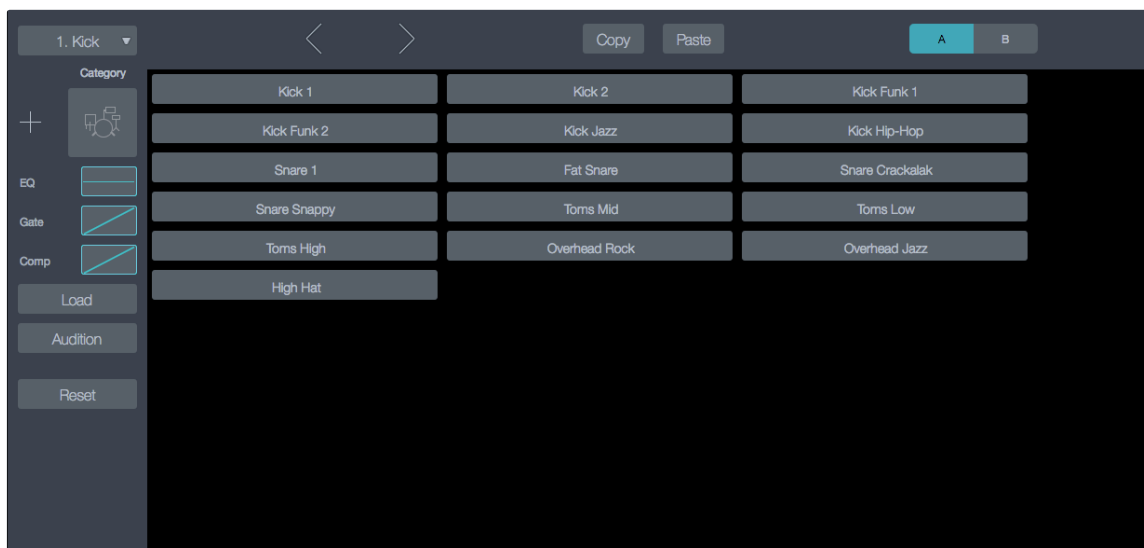 1. Kick
Copy
Paste
A
B
Category
Kick 1
Kick 2
Kick Funk 1
Kick Funk 2
Kick Jazz
Kick Hip-Hop
EQ
Snare 1
Fat Snare
Snare Crackalak
Gate
Snare Snappy
Toms Mid
Toms Low
Comp
Toms High
Overhead Rock
Overhead Jazz
Load
High Hat
Audition
Reset